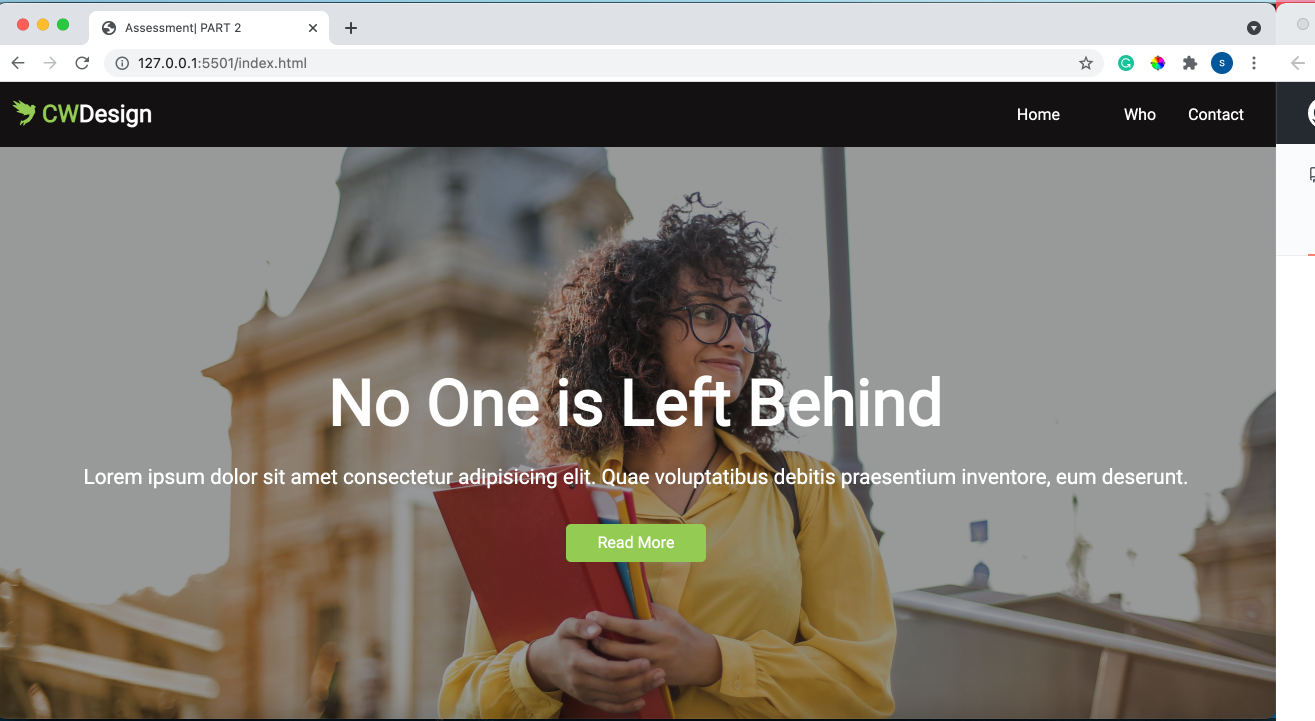 Assessment| PART 2
127.0.0.1:5501/index.html
S
CWDesign
Home Who Contact
No One is Left Behind
Lorem ipsum dolor sit amet consectetur adipisicing elit. Quae voluptatibus debitis praesentium inventore, eum deserunt.
Read More